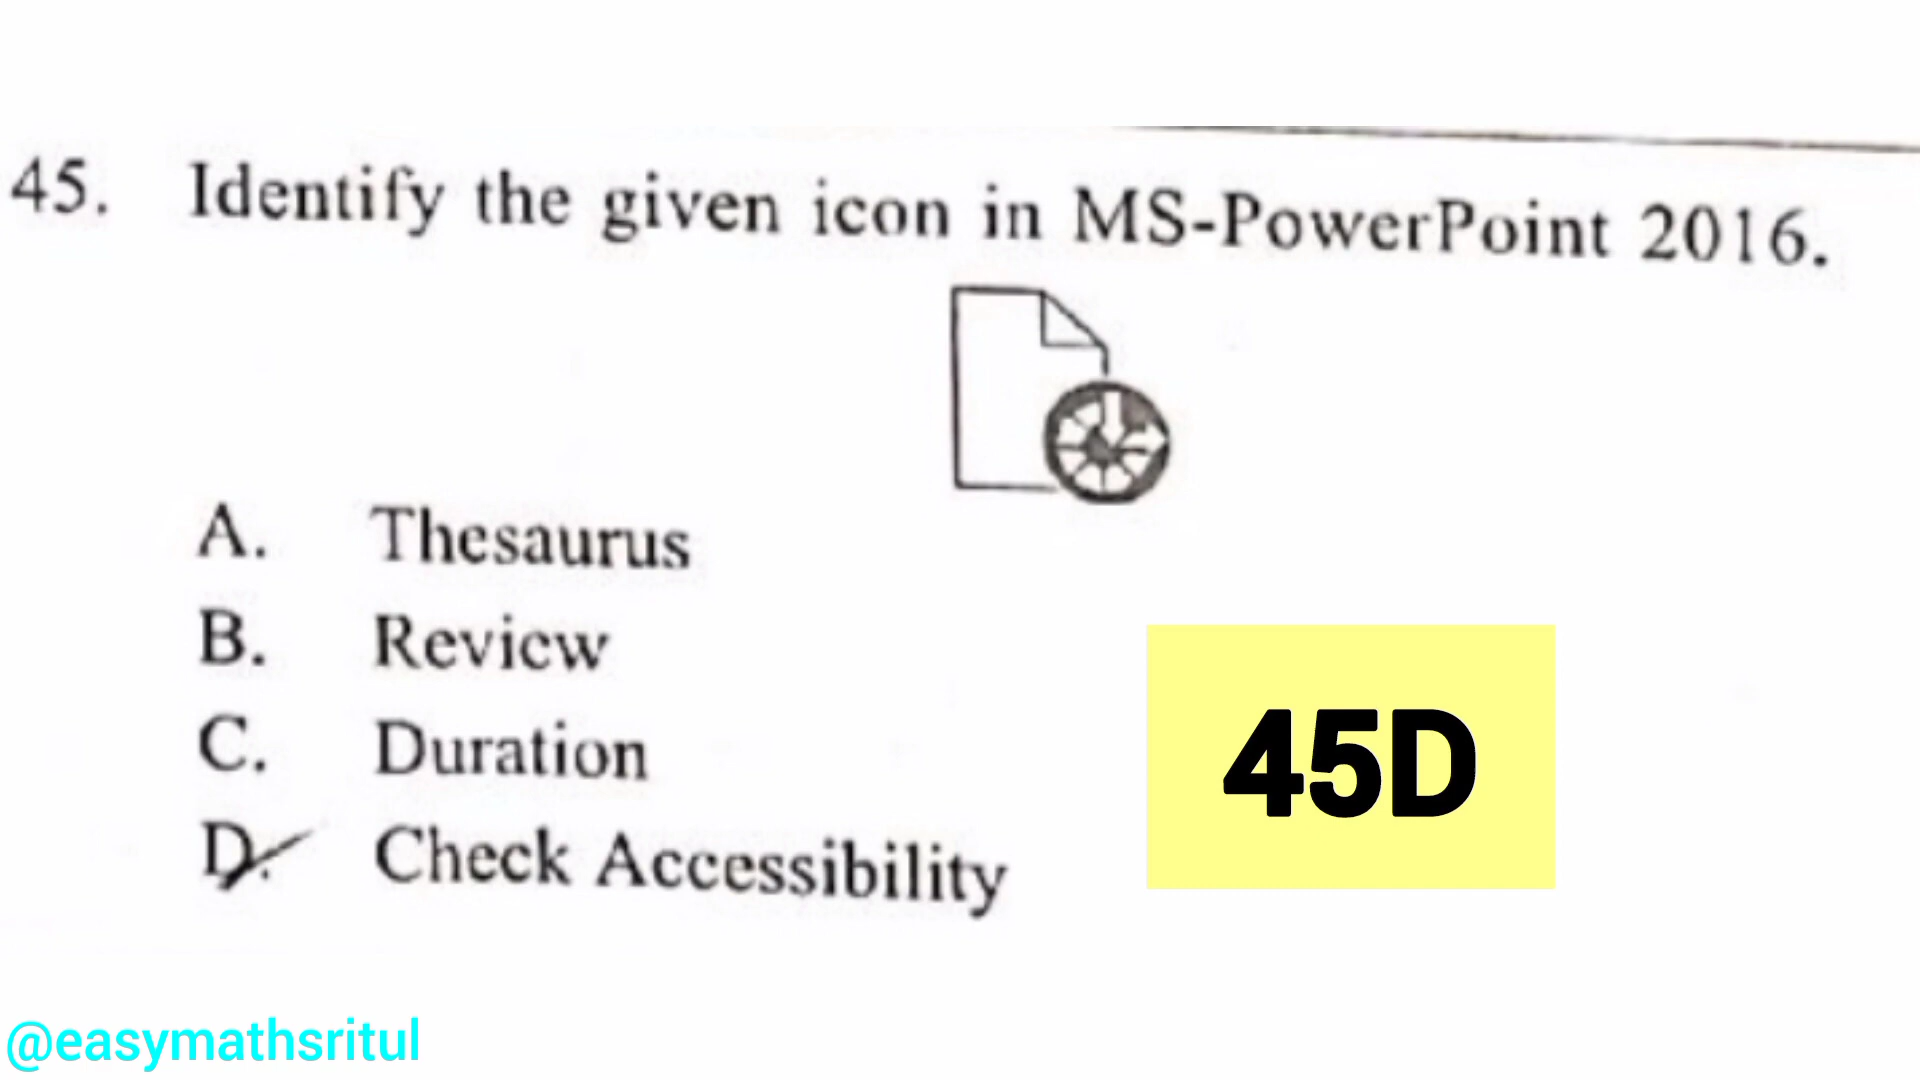 45. Identify the given icon in MS-PowerPoint 2016.
A. Thesaurus
B. Review
C. Duration
D. Check Accessibility
45D
@easymathsritul